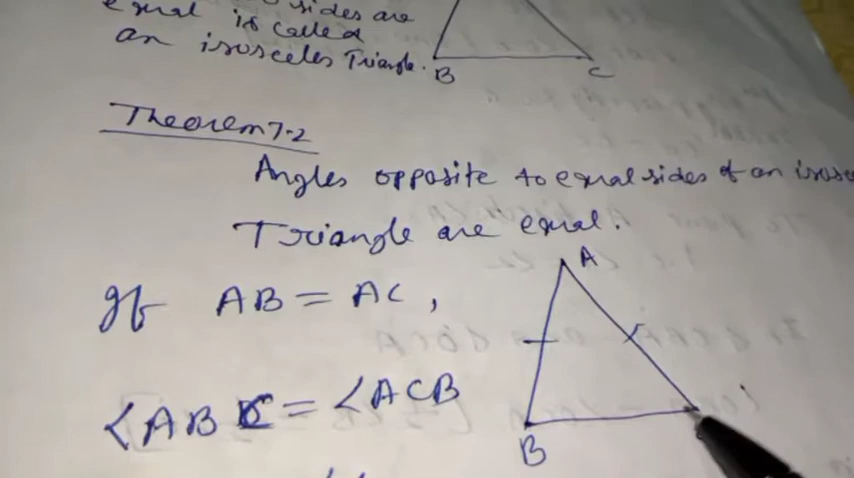 equal is called
sides are
an isosceles Triangle.
B
C
Theorem 7.2
Angles opposite to equal sides of an
Triangle are equal.
A
If AB = AC,
∠ABC = ∠ACB
B